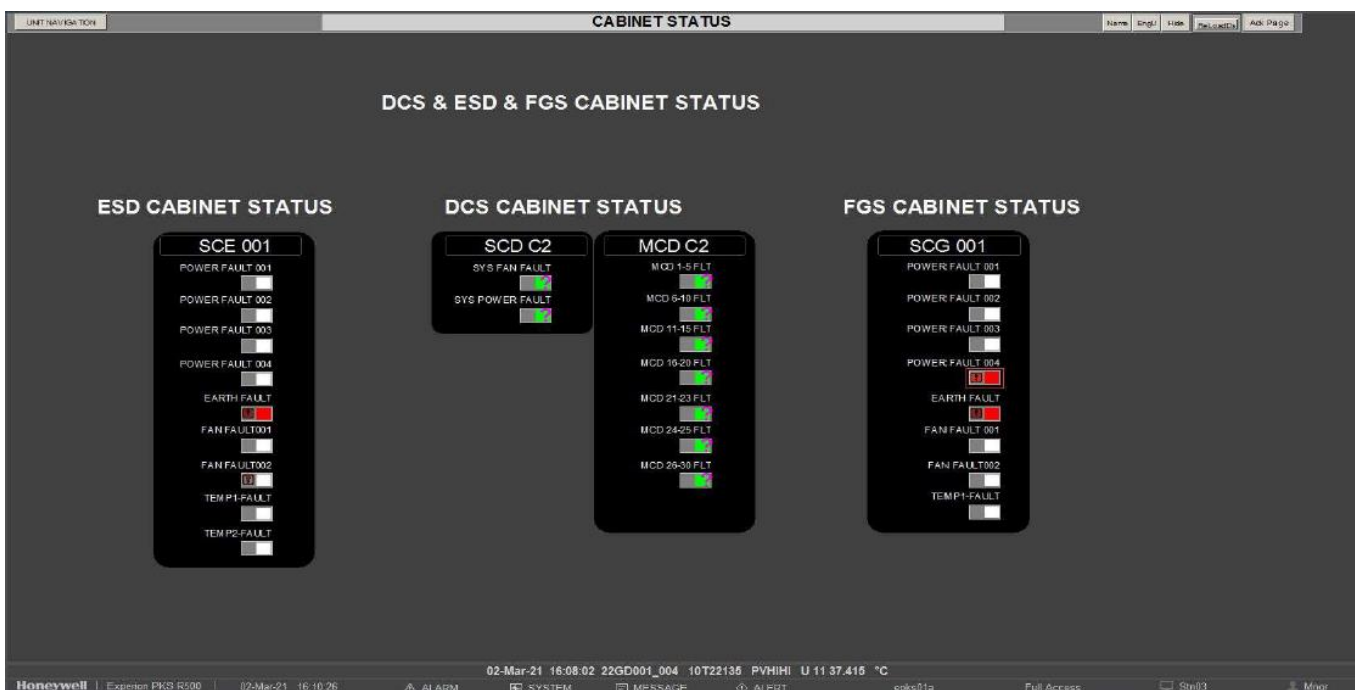 UNIT NAVIGATION
CABINET STATUS
Name EngU Hide ReLoadDs Ack Page
DCS & ESD & FGS CABINET STATUS
ESD CABINET STATUS
SCE 001
POWER FAULT 001
POWER FAULT 002
POWER FAULT 003
POWER FAULT 004
EARTH FAULT
FAN FAULT001
FAN FAULT002
TEMP1-FAULT
TEMP2-FAULT
DCS CABINET STATUS
SCD C2
SYS FAN FAULT
?
SYS POWER FAULT
?
MCD C2
MCD 1-5 FLT
?
MCD 6-10 FLT
?
MCD 11-15 FLT
?
MCD 16-20 FLT
?
MCD 21-23 FLT
?
MCD 24-25 FLT
?
MCD 26-30 FLT
?
FGS CABINET STATUS
SCG 001
POWER FAULT 001
POWER FAULT 002
POWER FAULT 003
POWER FAULT 004
EARTH FAULT
FAN FAULT 001
FAN FAULT002
TEMP1-FAULT
02-Mar-21 16:08:02 22GD001_004 10T22135 PVHIHI U 11 37.415 °C
Honeywell Experion PKS R500 02-Mar-21 16:10:26 ALARM SYSTEM MESSAGE ALERT epks01a Full Access Stn03 Mngr